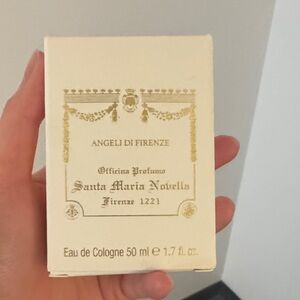 ANGELI DI FIRENZE
Officina Profumo
Santa Maria Novella
Firenze 1221
Eau de Cologne 50 ml ℮ 1.7 fl. oz.